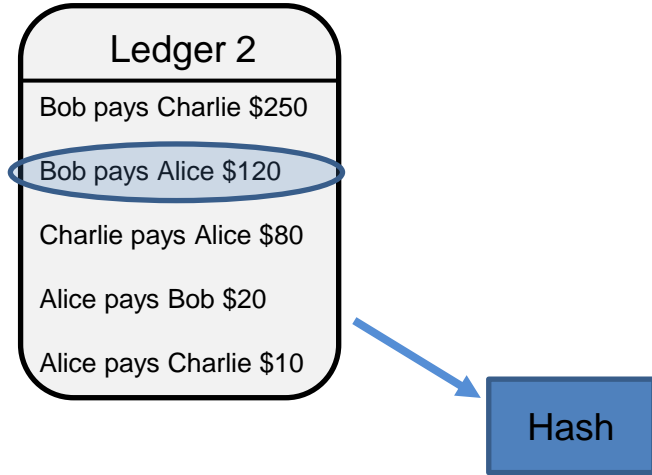 Ledger 2
Bob pays Charlie $250
Bob pays Alice $120
Charlie pays Alice $80
Alice pays Bob $20
Alice pays Charlie $10
Hash